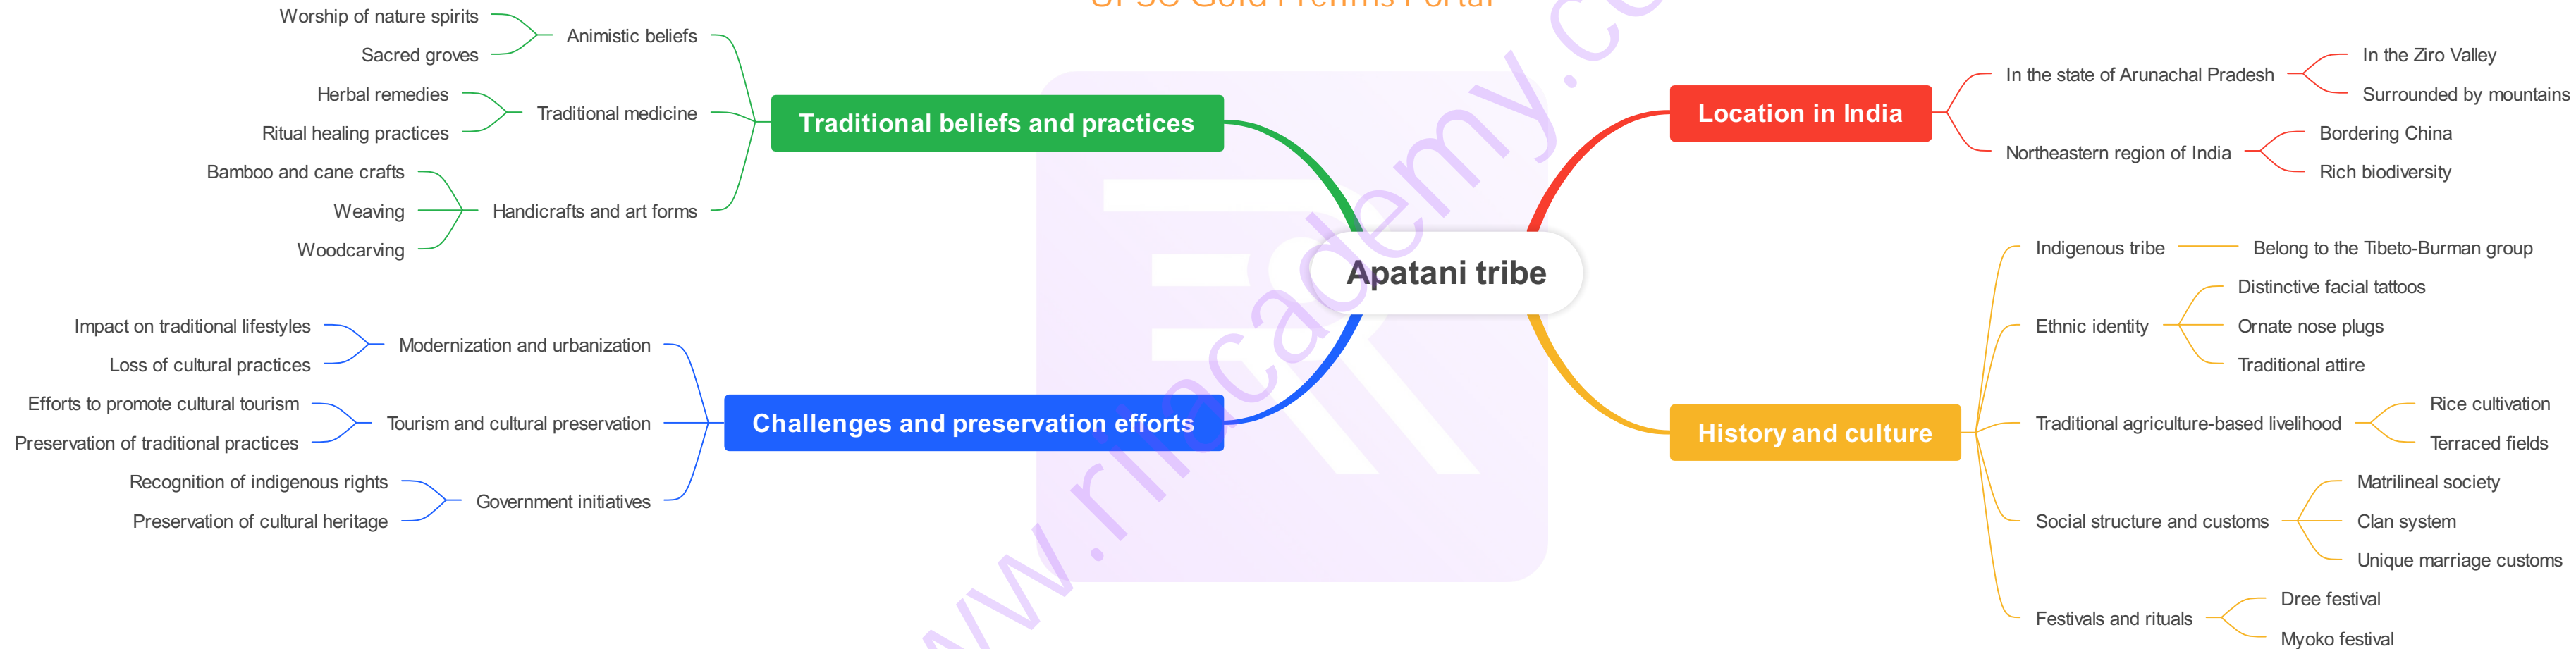 UPSC Gold Prelims Portal
Apatani tribe
Traditional beliefs and practices
Animistic beliefs
Worship of nature spirits
Sacred groves
Traditional medicine
Herbal remedies
Ritual healing practices
Handicrafts and art forms
Bamboo and cane crafts
Weaving
Woodcarving
Challenges and preservation efforts
Modernization and urbanization
Impact on traditional lifestyles
Loss of cultural practices
Tourism and cultural preservation
Efforts to promote cultural tourism
Preservation of traditional practices
Government initiatives
Recognition of indigenous rights
Preservation of cultural heritage
Location in India
In the state of Arunachal Pradesh
In the Ziro Valley
Surrounded by mountains
Northeastern region of India
Bordering China
Rich biodiversity
History and culture
Indigenous tribe
Belong to the Tibeto-Burman group
Ethnic identity
Distinctive facial tattoos
Ornate nose plugs
Traditional attire
Traditional agriculture-based livelihood
Rice cultivation
Terraced fields
Social structure and customs
Matrilineal society
Clan system
Unique marriage customs
Festivals and rituals
Dree festival
Myoko festival